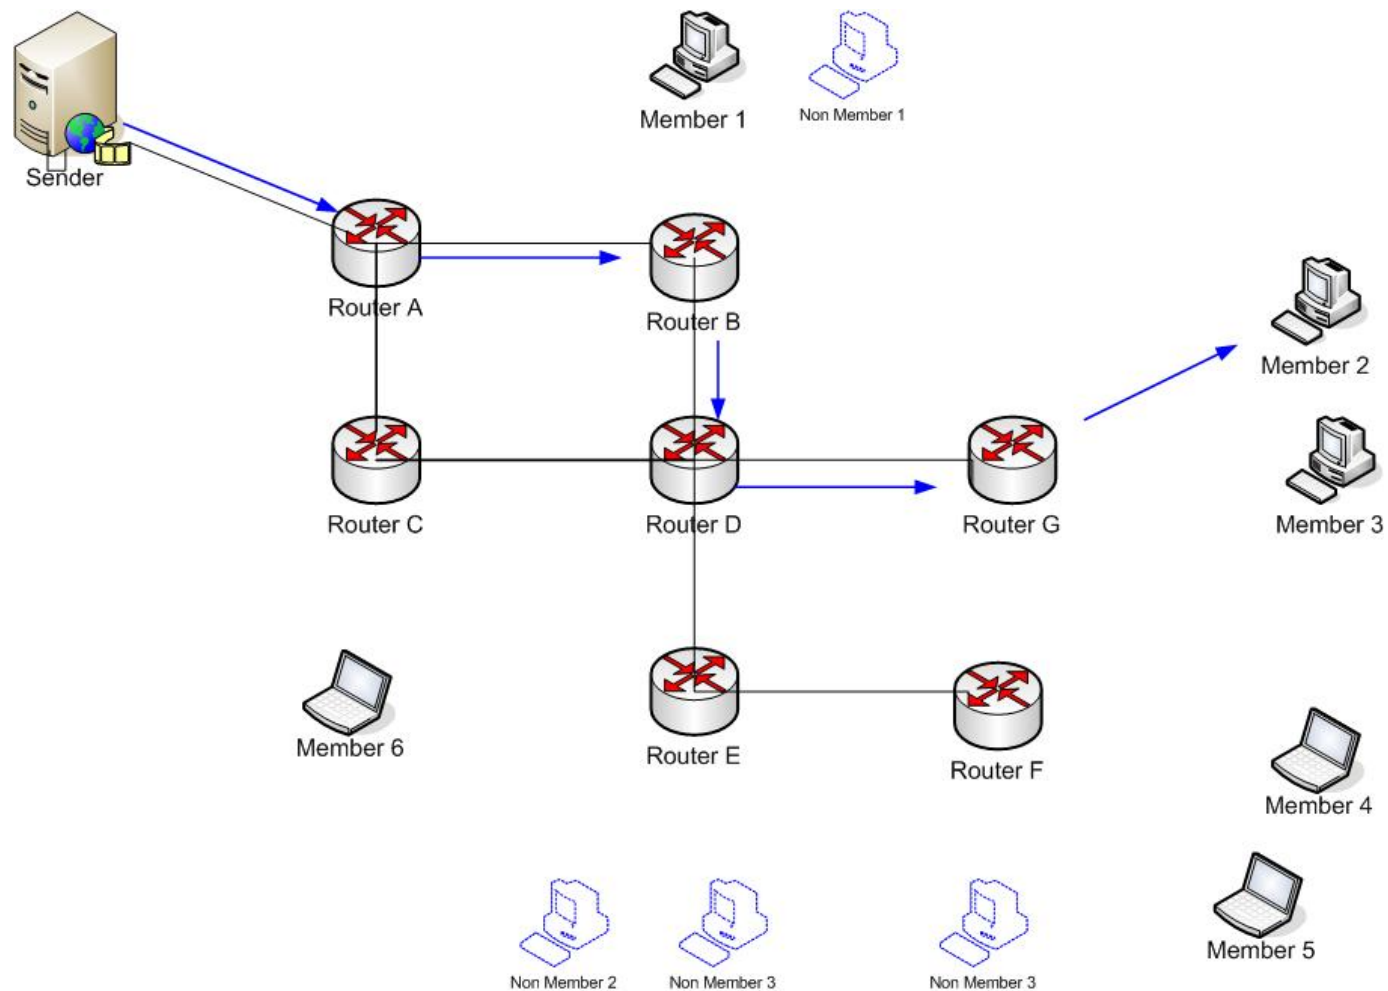 Member 1
Non Member 1
Sender
Router A
Router B
Member 2
Router C
Router D
Router G
Member 3
Member 6
Router E
Router F
Member 4
Member 5
Non Member 2
Non Member 3
Non Member 3